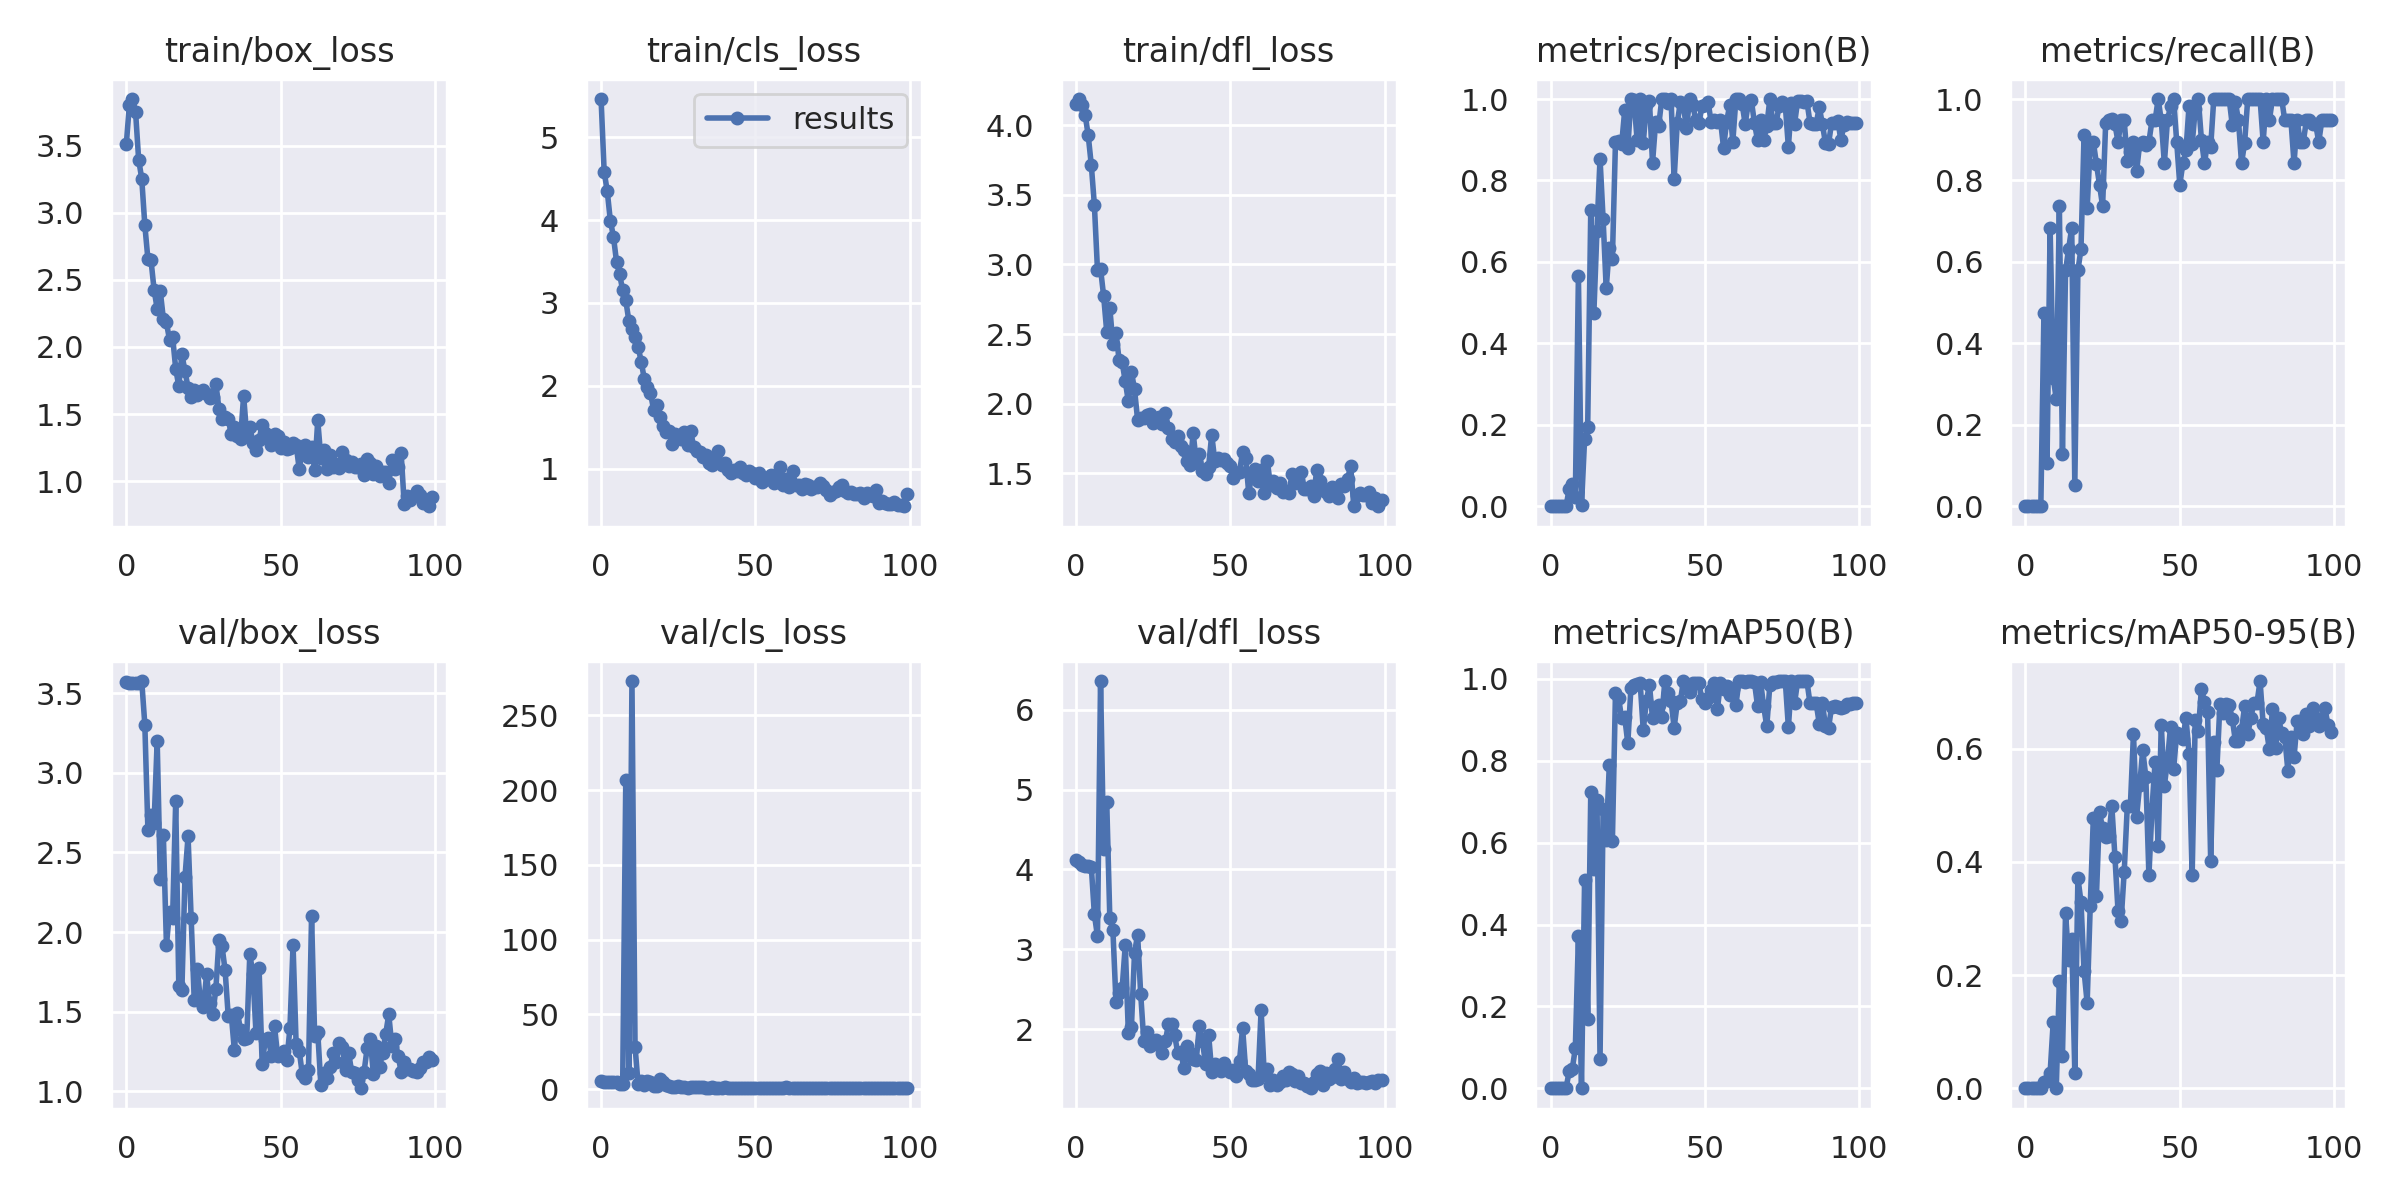 train/box_loss
3.5
3.0
2.5
2.0
1.5
1.0
0 50 100
train/cls_loss
results
5
4
3
2
1
0 50 100
train/dfl_loss
4.0
3.5
3.0
2.5
2.0
1.5
0 50 100
metrics/precision(B)
1.0
0.8
0.6
0.4
0.2
0.0
0 50 100
metrics/recall(B)
1.0
0.8
0.6
0.4
0.2
0.0
0 50 100
val/box_loss
3.5
3.0
2.5
2.0
1.5
1.0
0 50 100
val/cls_loss
250
200
150
100
50
0
0 50 100
val/dfl_loss
6
5
4
3
2
0 50 100
metrics/mAP50(B)
1.0
0.8
0.6
0.4
0.2
0.0
0 50 100
metrics/mAP50-95(B)
0.6
0.4
0.2
0.0
0 50 100